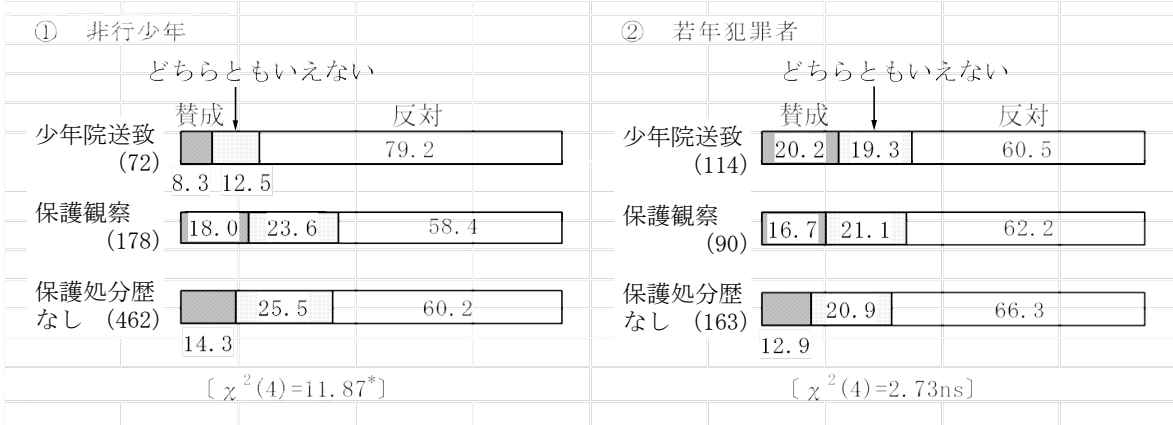 ① 非行少年
どちらともいえない
賛成 反対
少年院送致
(72)
79.2
8.3 12.5
保護観察
(178)
18.0 23.6 58.4
保護処分歴
なし (462)
25.5 60.2
14.3
〔χ²(4)=11.87*〕
② 若年犯罪者
どちらともいえない
賛成 反対
少年院送致
(114)
20.2 19.3 60.5
保護観察
(90)
16.7 21.1 62.2
保護処分歴
なし (163)
20.9 66.3
12.9
〔χ²(4)=2.73ns〕